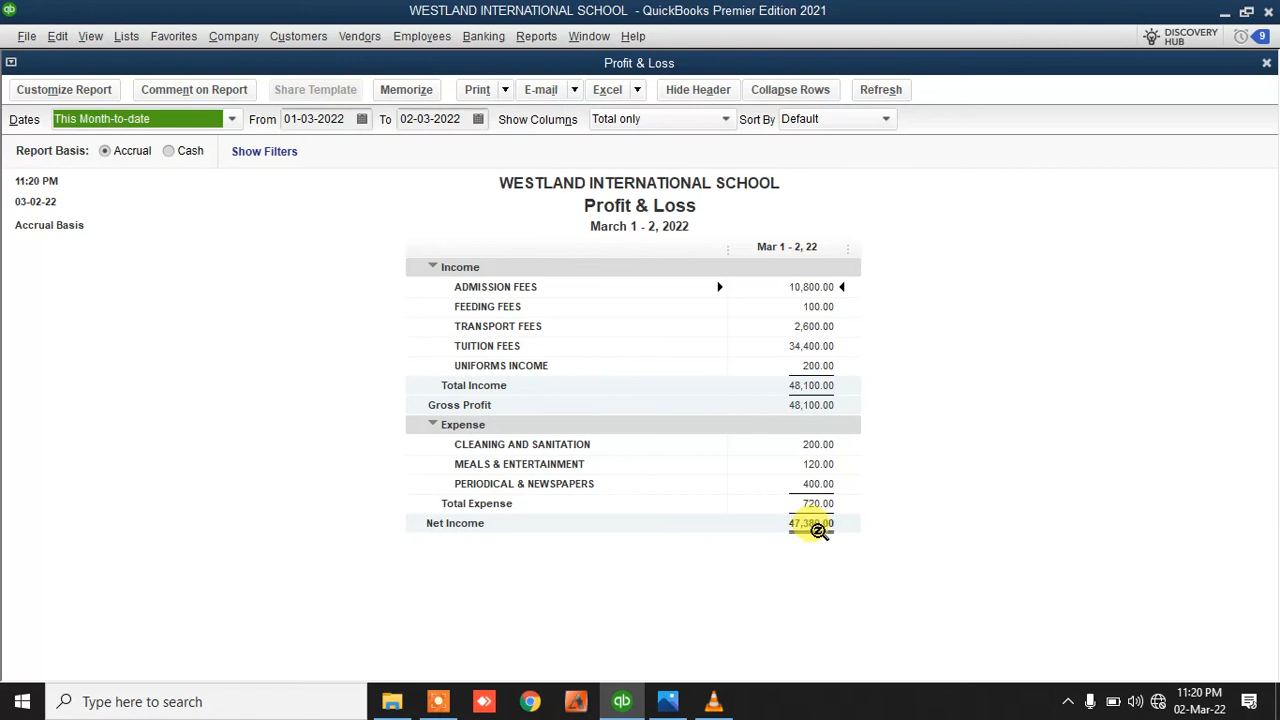 WESTLAND INTERNATIONAL SCHOOL - QuickBooks Premier Edition 2021
File Edit View Lists Favorites Company Customers Vendors Employees Banking Reports Window Help DISCOVERY HUB 9
Profit & Loss
Customize Report Comment on Report Share Template Memorize Print E-mail Excel Hide Header Collapse Rows Refresh
Dates This Month-to-date From 01-03-2022 To 02-03-2022 Show Columns Total only Sort By Default
Report Basis: Accrual Cash Show Filters
11:20 PM
03-02-22
Accrual Basis
WESTLAND INTERNATIONAL SCHOOL
Profit & Loss
March 1 - 2, 2022
Mar 1 - 2, 22
Income
ADMISSION FEES 10,800.00
FEEDING FEES 100.00
TRANSPORT FEES 2,600.00
TUITION FEES 34,400.00
UNIFORMS INCOME 200.00
Total Income 48,100.00
Gross Profit 48,100.00
Expense
CLEANING AND SANITATION 200.00
MEALS & ENTERTAINMENT 120.00
PERIODICAL & NEWSPAPERS 400.00
Total Expense 720.00
Net Income 47,380.00
Type here to search
11:20 PM
02-Mar-22